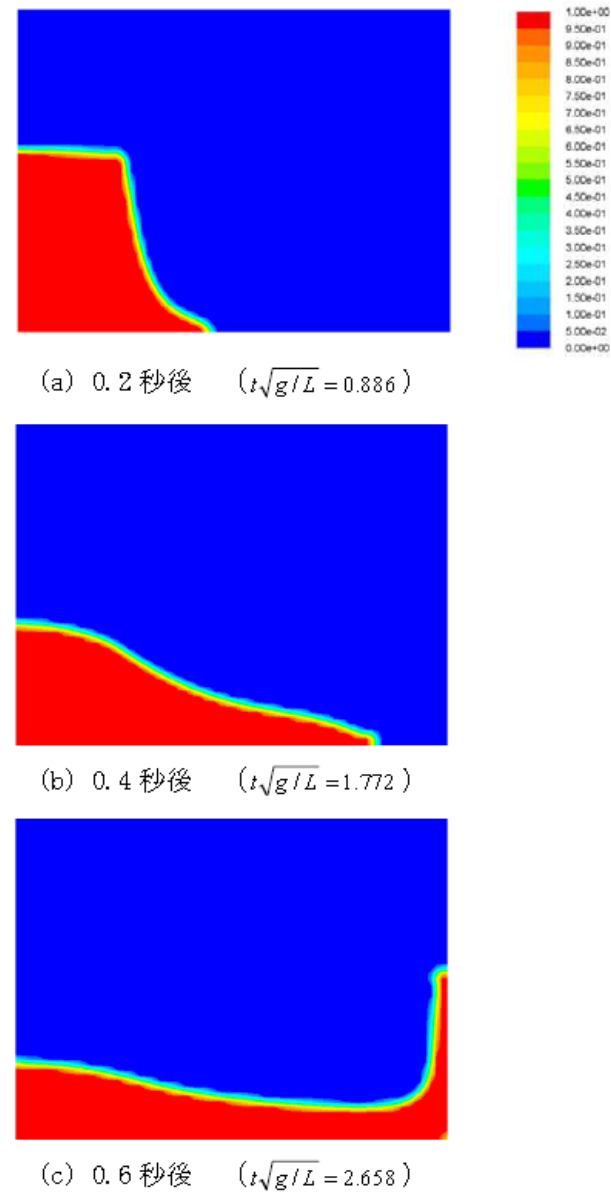 1.00e+00
9.50e-01
9.00e-01
8.50e-01
8.00e-01
7.50e-01
7.00e-01
6.50e-01
6.00e-01
5.50e-01
5.00e-01
4.50e-01
4.00e-01
3.50e-01
3.00e-01
2.50e-01
2.00e-01
1.50e-01
1.00e-01
5.00e-02
0.00e+00
(a) 0.2 秒後 (t√g/L = 0.886)
(b) 0.4 秒後 (t√g/L = 1.772)
(c) 0.6 秒後 (t√g/L = 2.658)